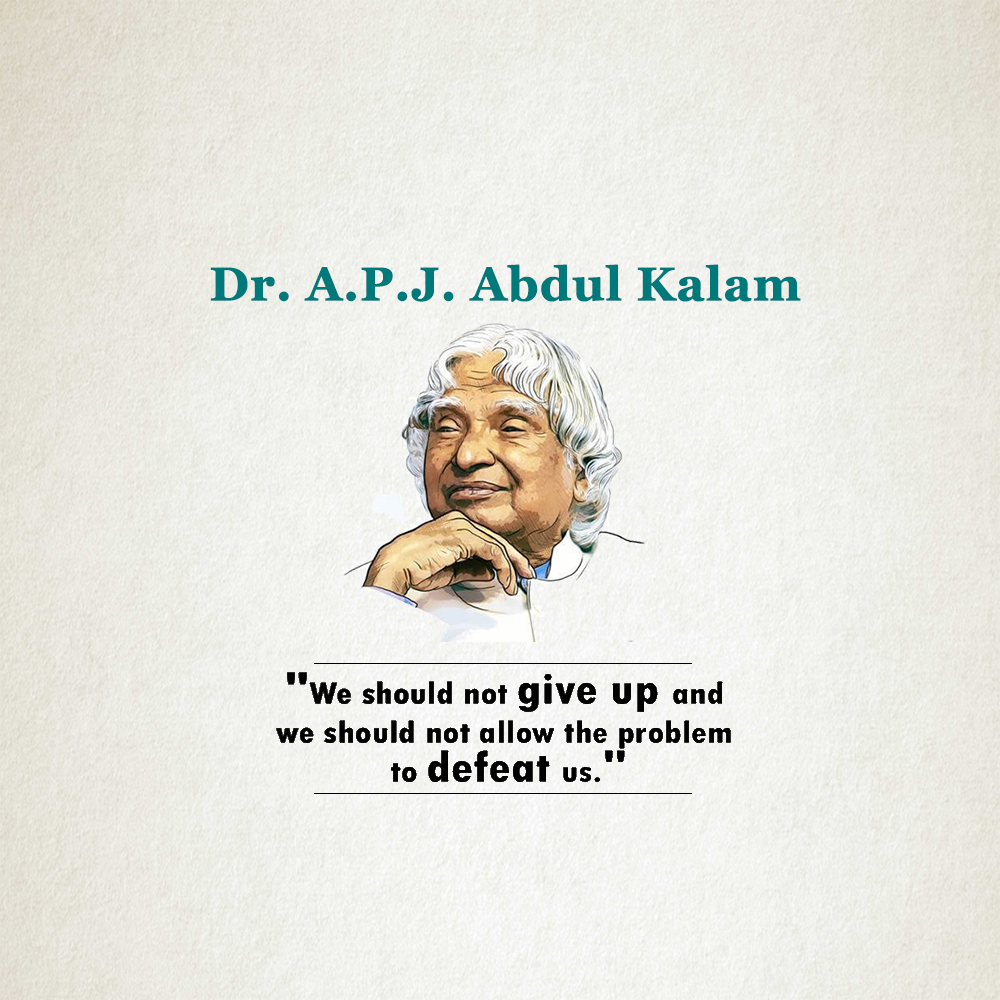 Dr. A.P.J. Abdul Kalam
"We should not give up and
we should not allow the problem
to defeat us."